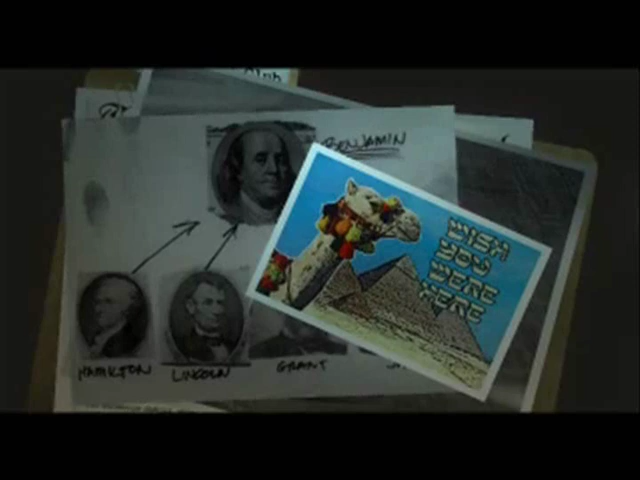 BENJAMIN
WISH
YOU
WERE
HERE
HAMILTON
LINCOLN
GRANT